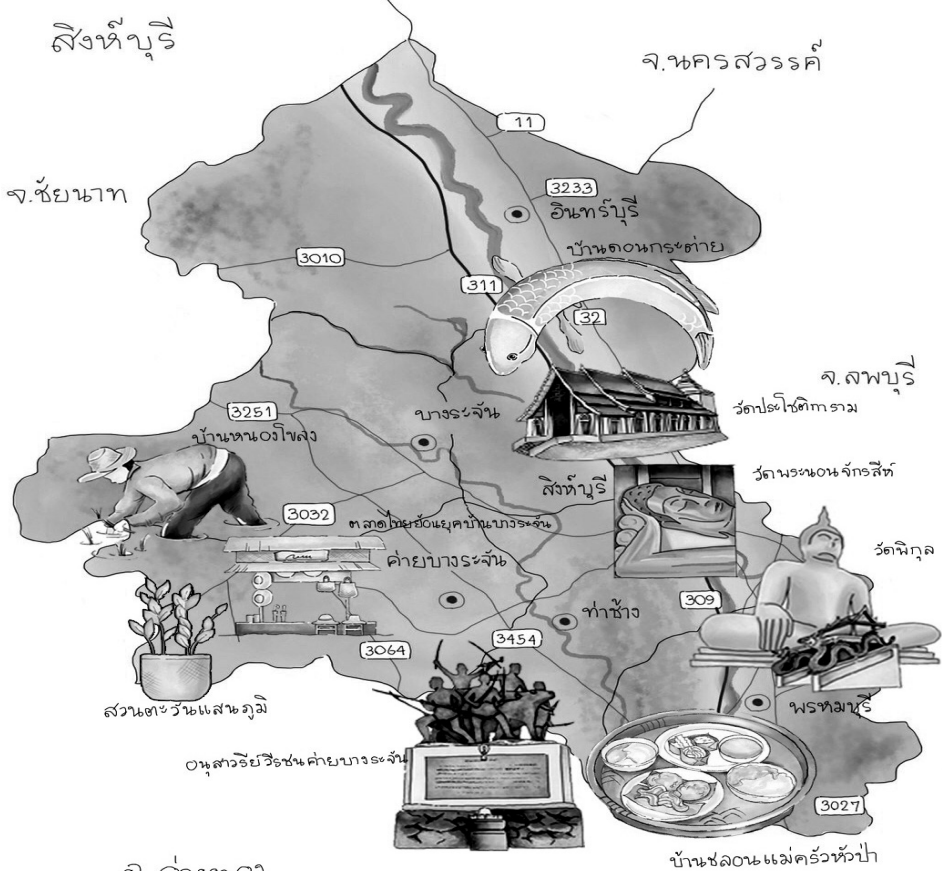 สิงห์บุรี
จ.นครสวรรค์
11
จ.ชัยนาท
3233
อินทร์บุรี
บ้านดอนกระต่าย
3010
311
32
จ.ลพบุรี
วัดประโชติการาม
3251
บางระจัน
บ้านหนองโขลง
วัดพระนอนจักรสีห์
สิงห์บุรี
3032
ตลาดไทยย้อนยุคบ้านบางระจัน
วัดพิกุล
ค่ายบางระจัน
309
ท่าช้าง
3454
3064
สวนตะวันแสนภูมิ
พรหมบุรี
อนุสาวรีย์วีรชนค่ายบางระจัน
3027
บ้านชลอนแม่ครัวหัวป่า